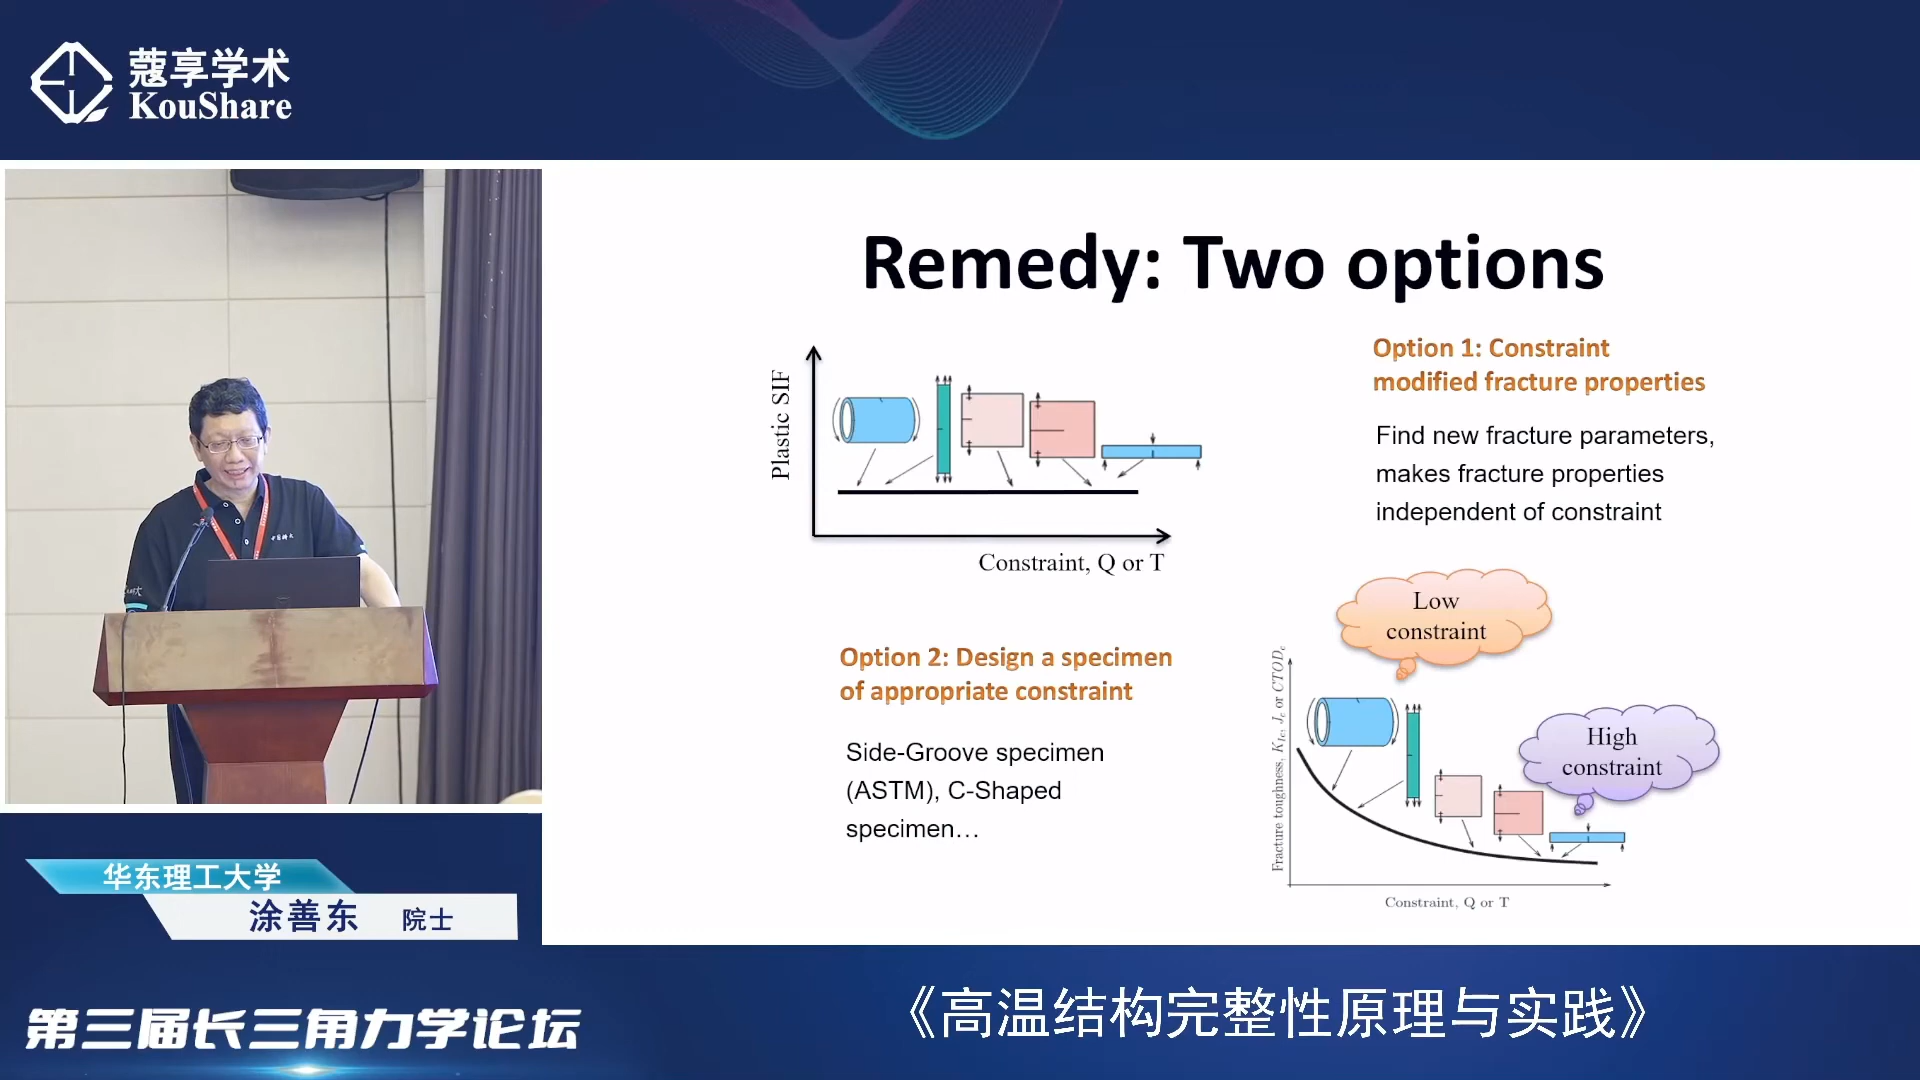 蔻享学术
KouShare
Remedy: Two options
Plastic SIF
Constraint, Q or T
Option 1: Constraint
modified fracture properties
Find new fracture parameters,
makes fracture properties
independent of constraint
Option 2: Design a specimen
of appropriate constraint
Side-Groove specimen
(ASTM), C-Shaped
specimen…
Low
constraint
High
constraint
Fracture toughness, K_Ic, J_c or CTOD_c
Constraint, Q or T
华东理工大学
涂善东 院士
第三届长三角力学论坛
《高温结构完整性原理与实践》